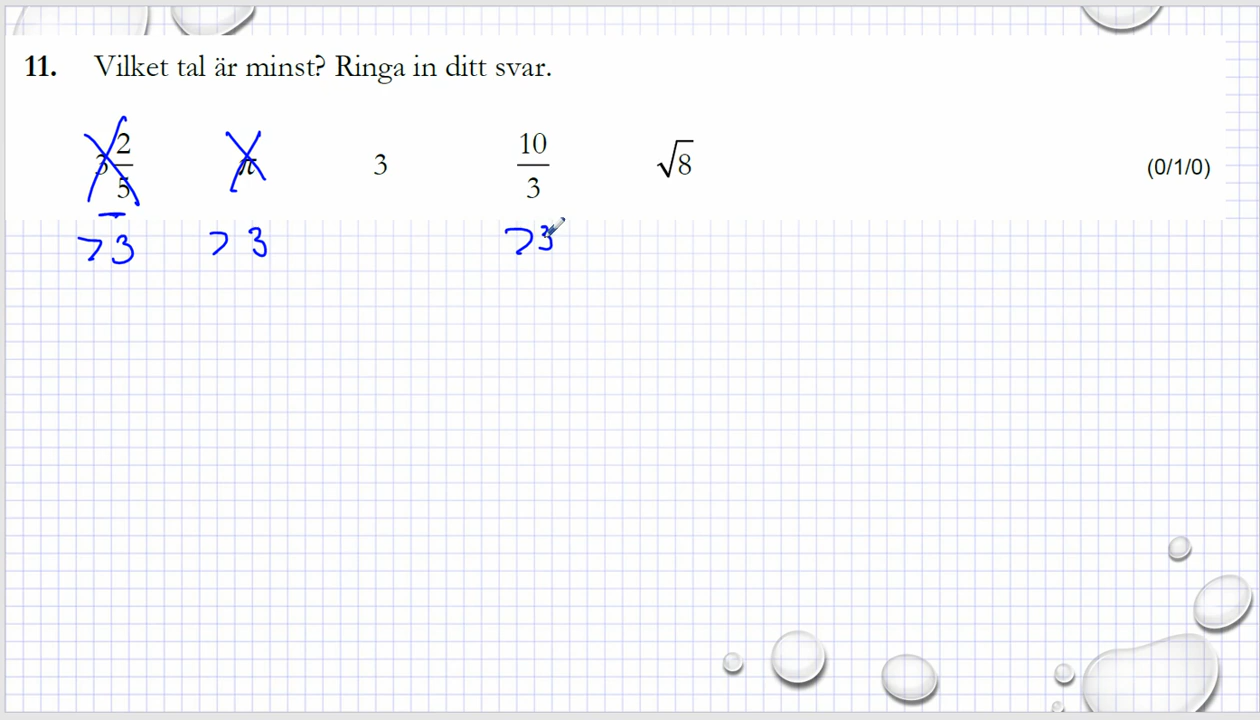 11. Vilket tal är minst? Ringa in ditt svar.
3 2/5 π 3 10/3 √8 (0/1/0)
>3 >3 >3